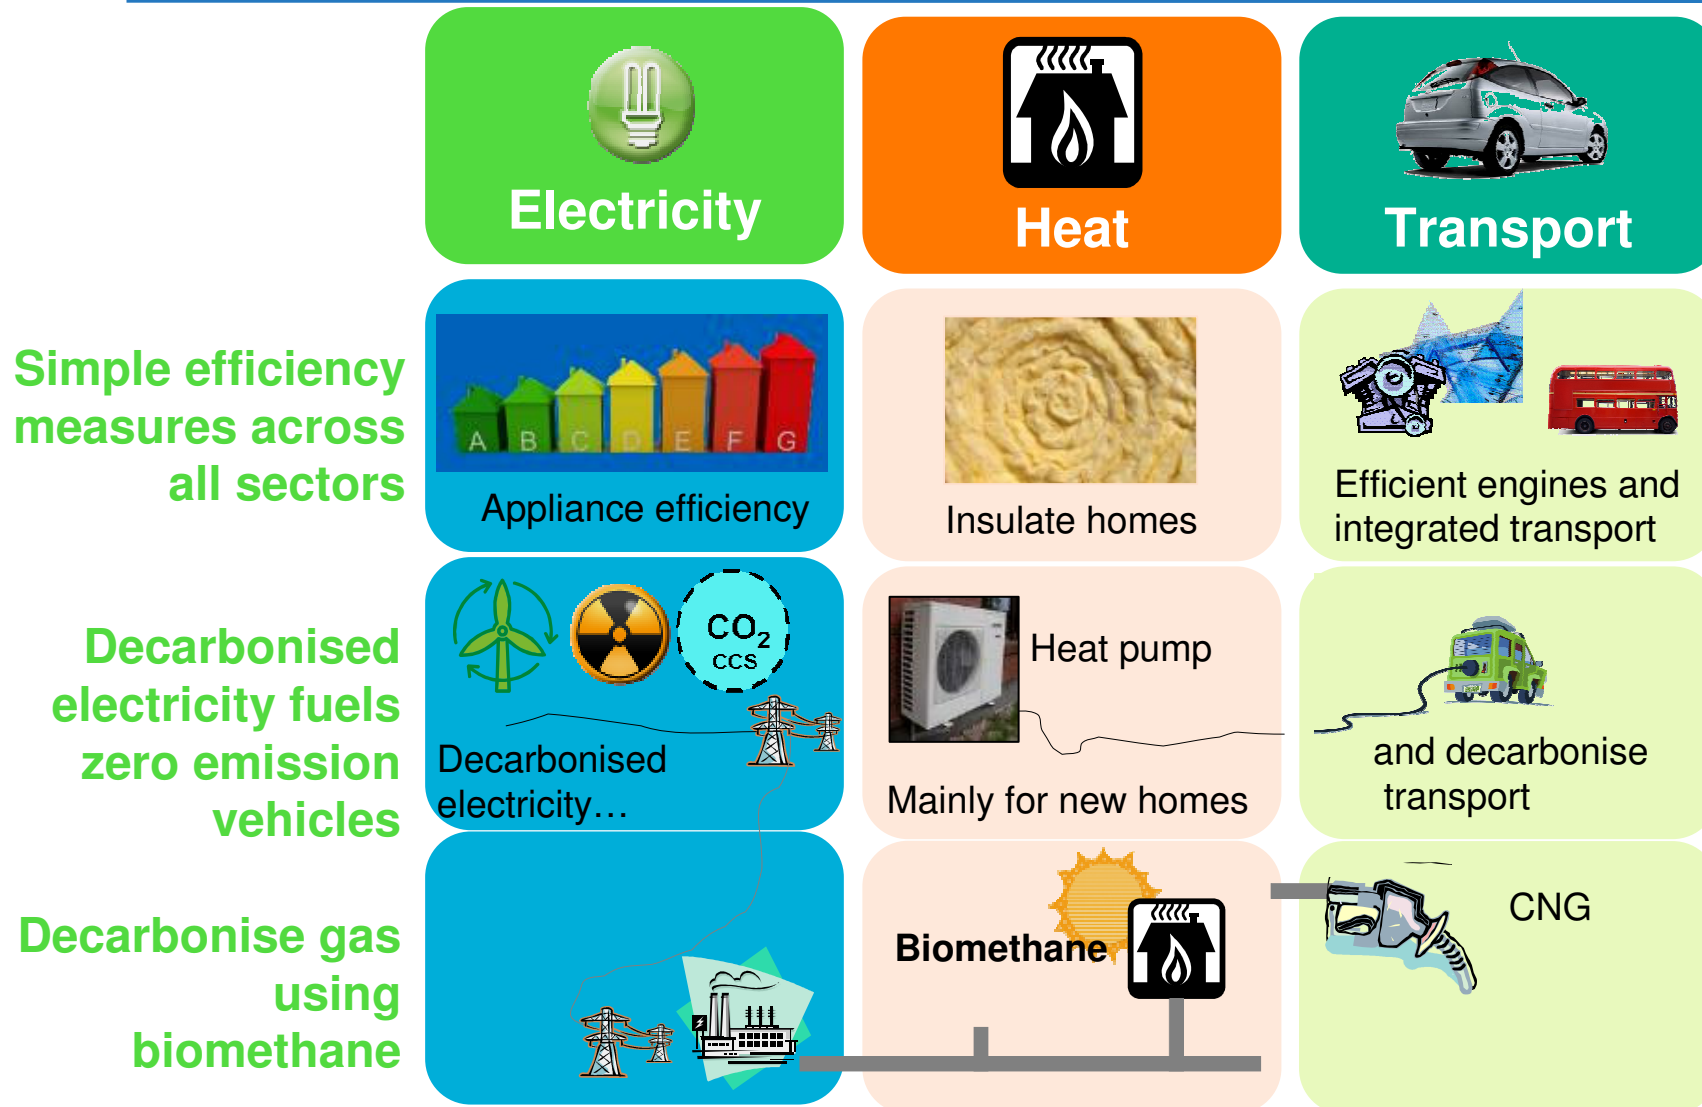 Electricity
Heat
Transport
Simple efficiency
measures across
all sectors
A B C D E F G
Appliance efficiency
Insulate homes
Efficient engines and
integrated transport
Decarbonised
electricity fuels
zero emission
vehicles
CO2
CCS
Decarbonised
electricity…
Heat pump
Mainly for new homes
and decarbonise
transport
Decarbonise gas
using
biomethane
Biomethane
CNG